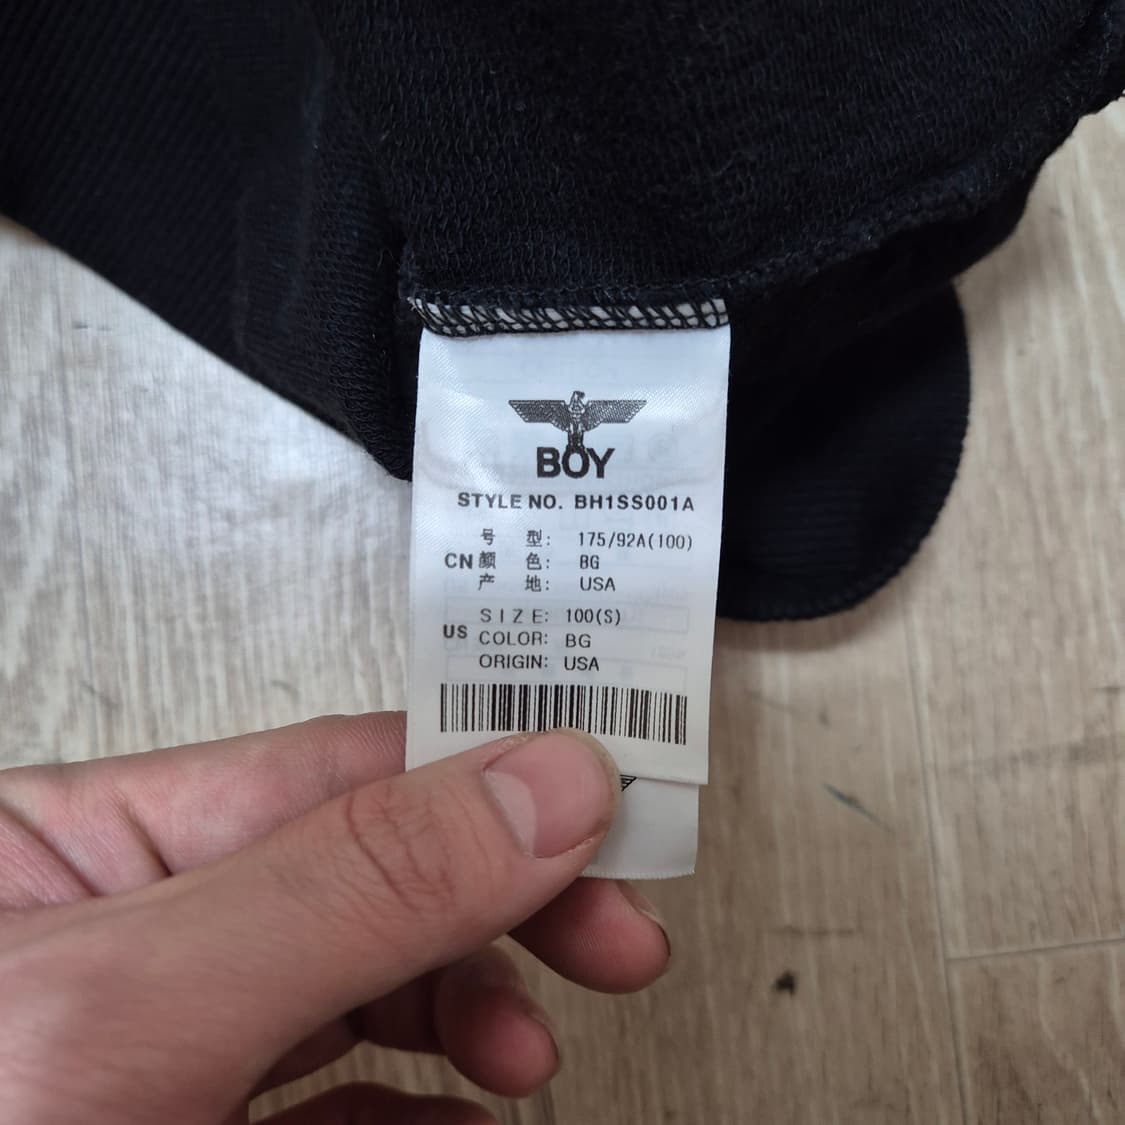 BOY
STYLE NO. BH1SS001A
号 型: 175/92A(100)
CN 颜 色: BG
产 地: USA
SIZE: 100(S)
US COLOR: BG
ORIGIN: USA